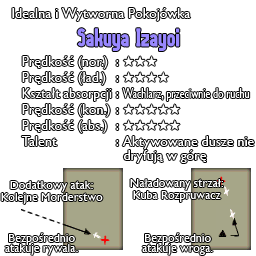 Idealna i Wytworna Pokojówka
Sakuya Izayoi
Prędkość (nor.) : ☆☆☆
Prędkość (ład.) : ☆☆☆☆
Kształt absorpcji : Wachlarz, przeciwnie do ruchu
Prędkość (kon.) : ☆☆☆☆☆
Prędkość (abs.) : ☆☆☆☆☆
Talent : Aktywowane dusze nie
dryfują w górę
Dodatkowy atak:
Kolejne Morderstwo
Bezpośrednio
atakuje rywala.
Naładowany strzał:
Kuba Rozpruwacz
Bezpośrednio
atakuje wroga.